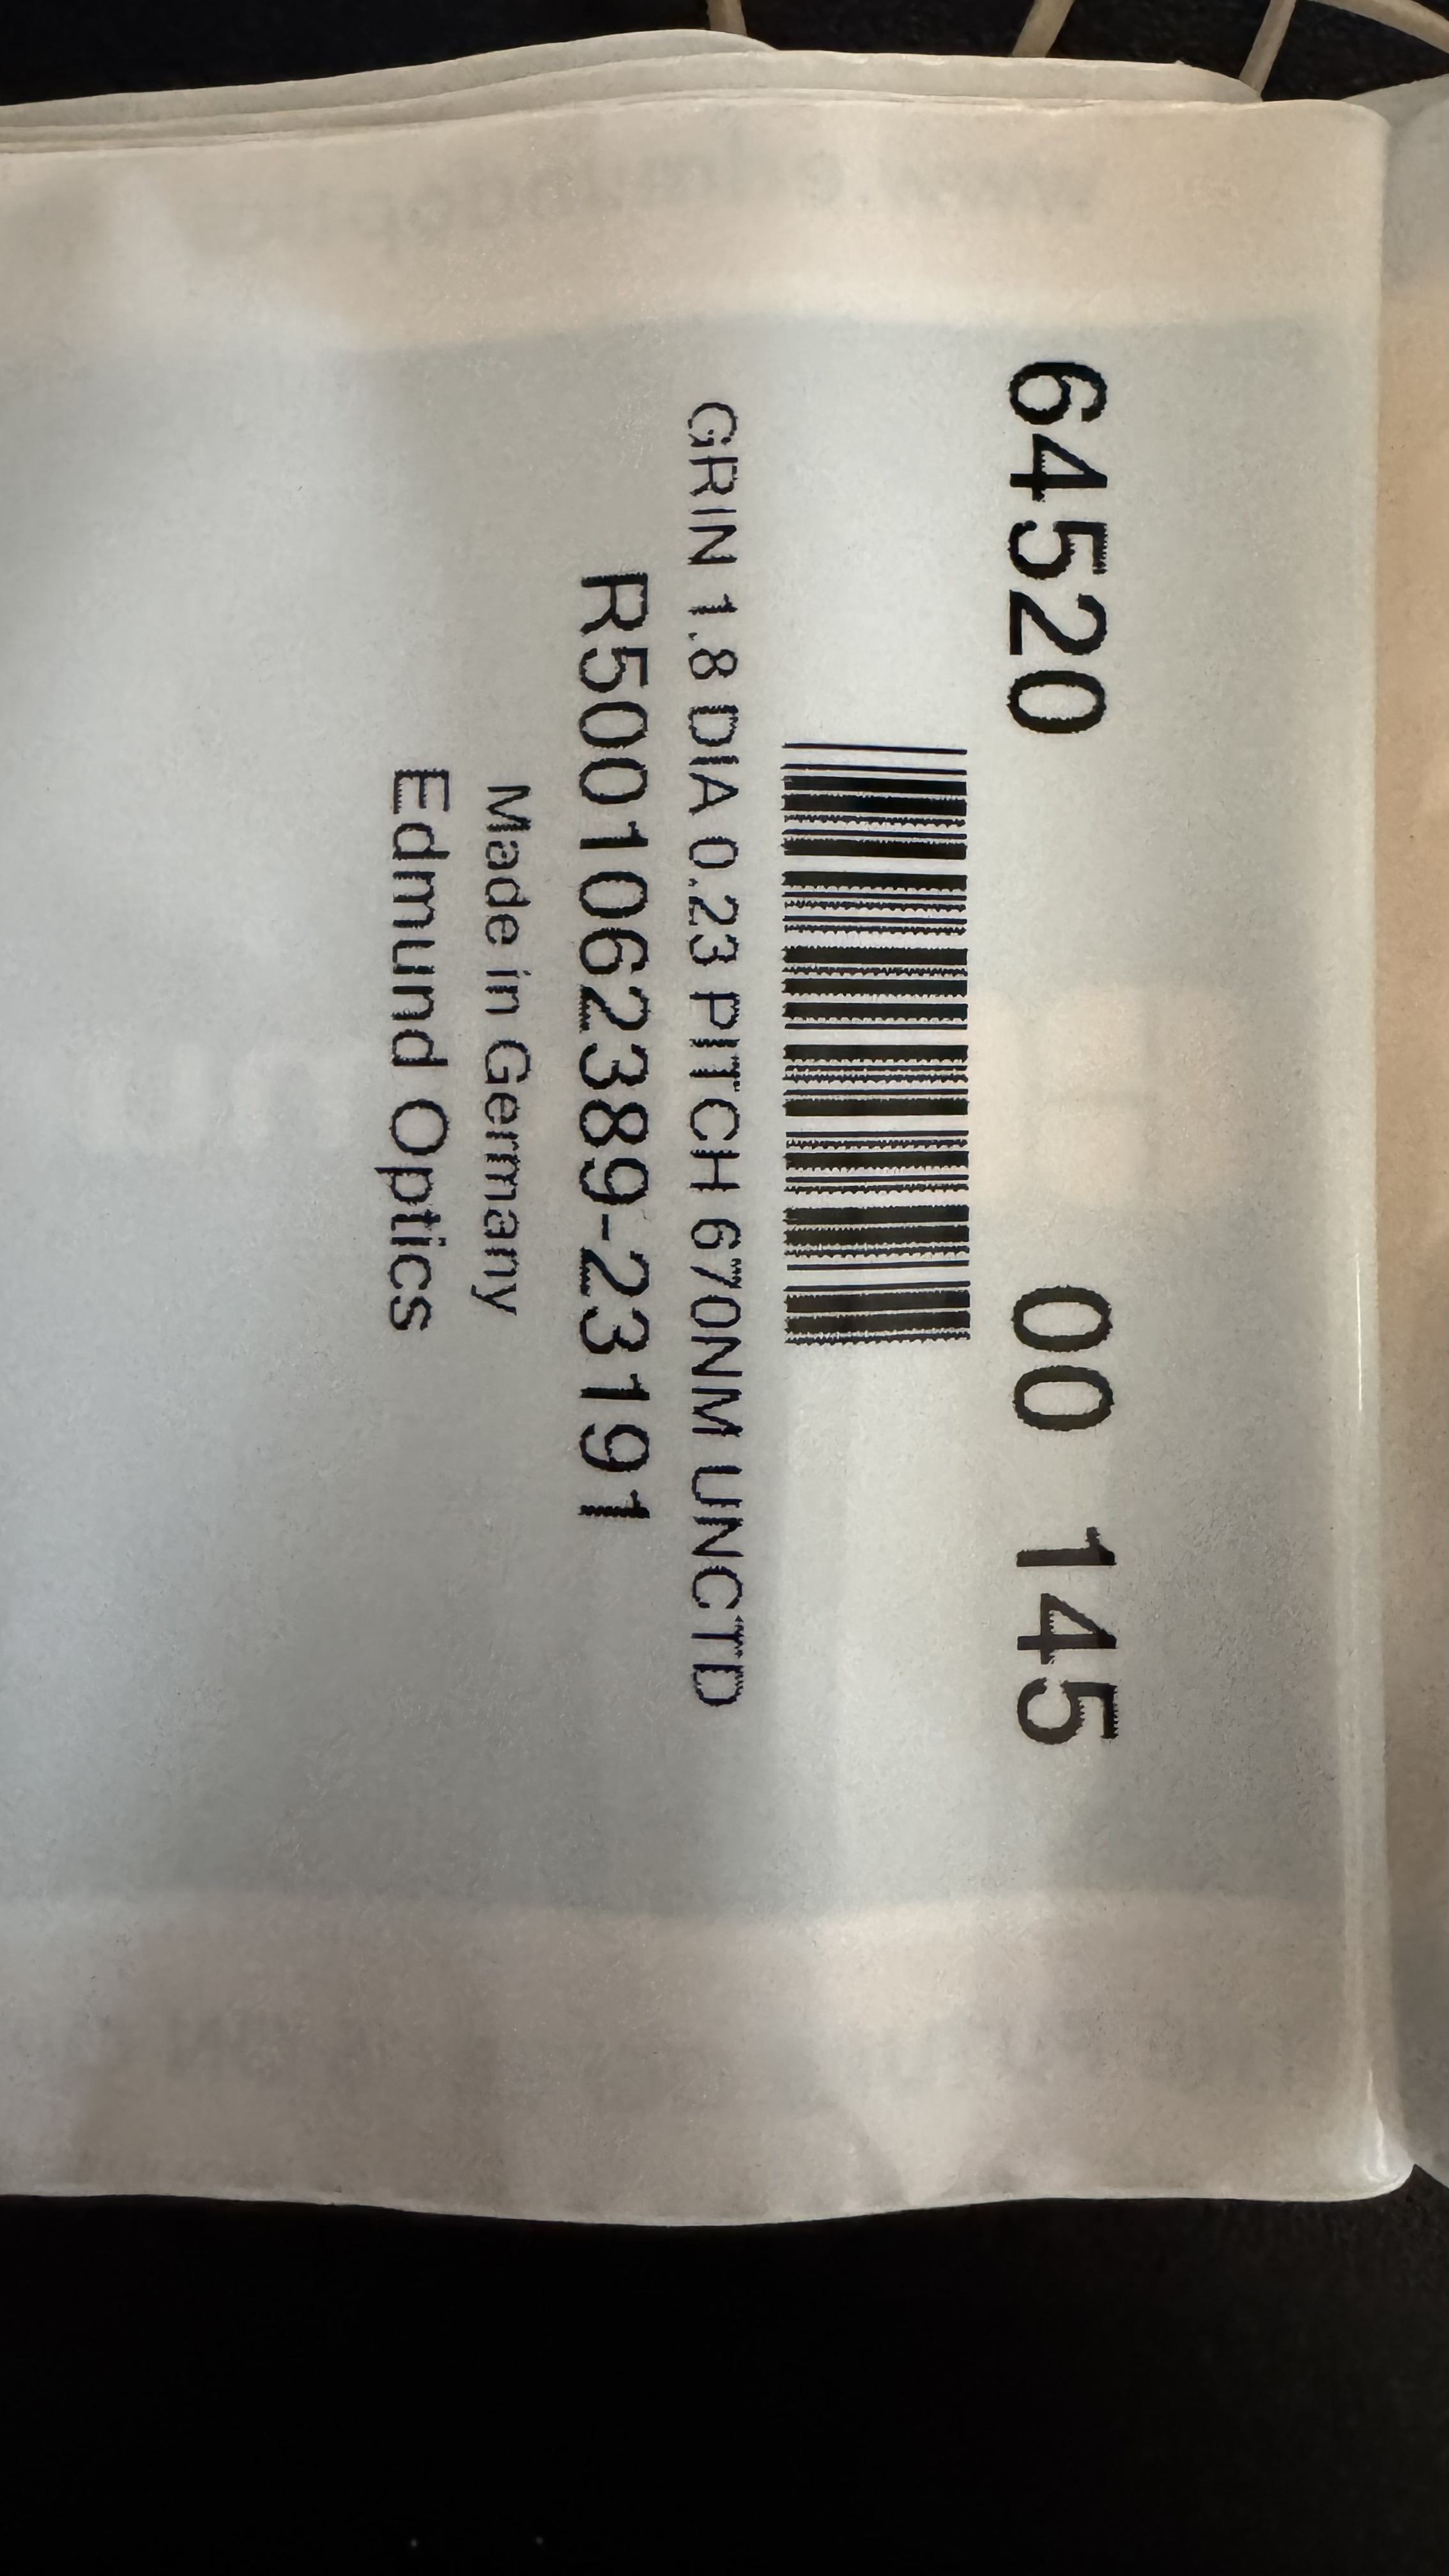 64520 00 145
GRIN 1.8 DIA 0.23 PITCH 670NM UNCTD
R5001062389-23191
Made in Germany
Edmund Optics